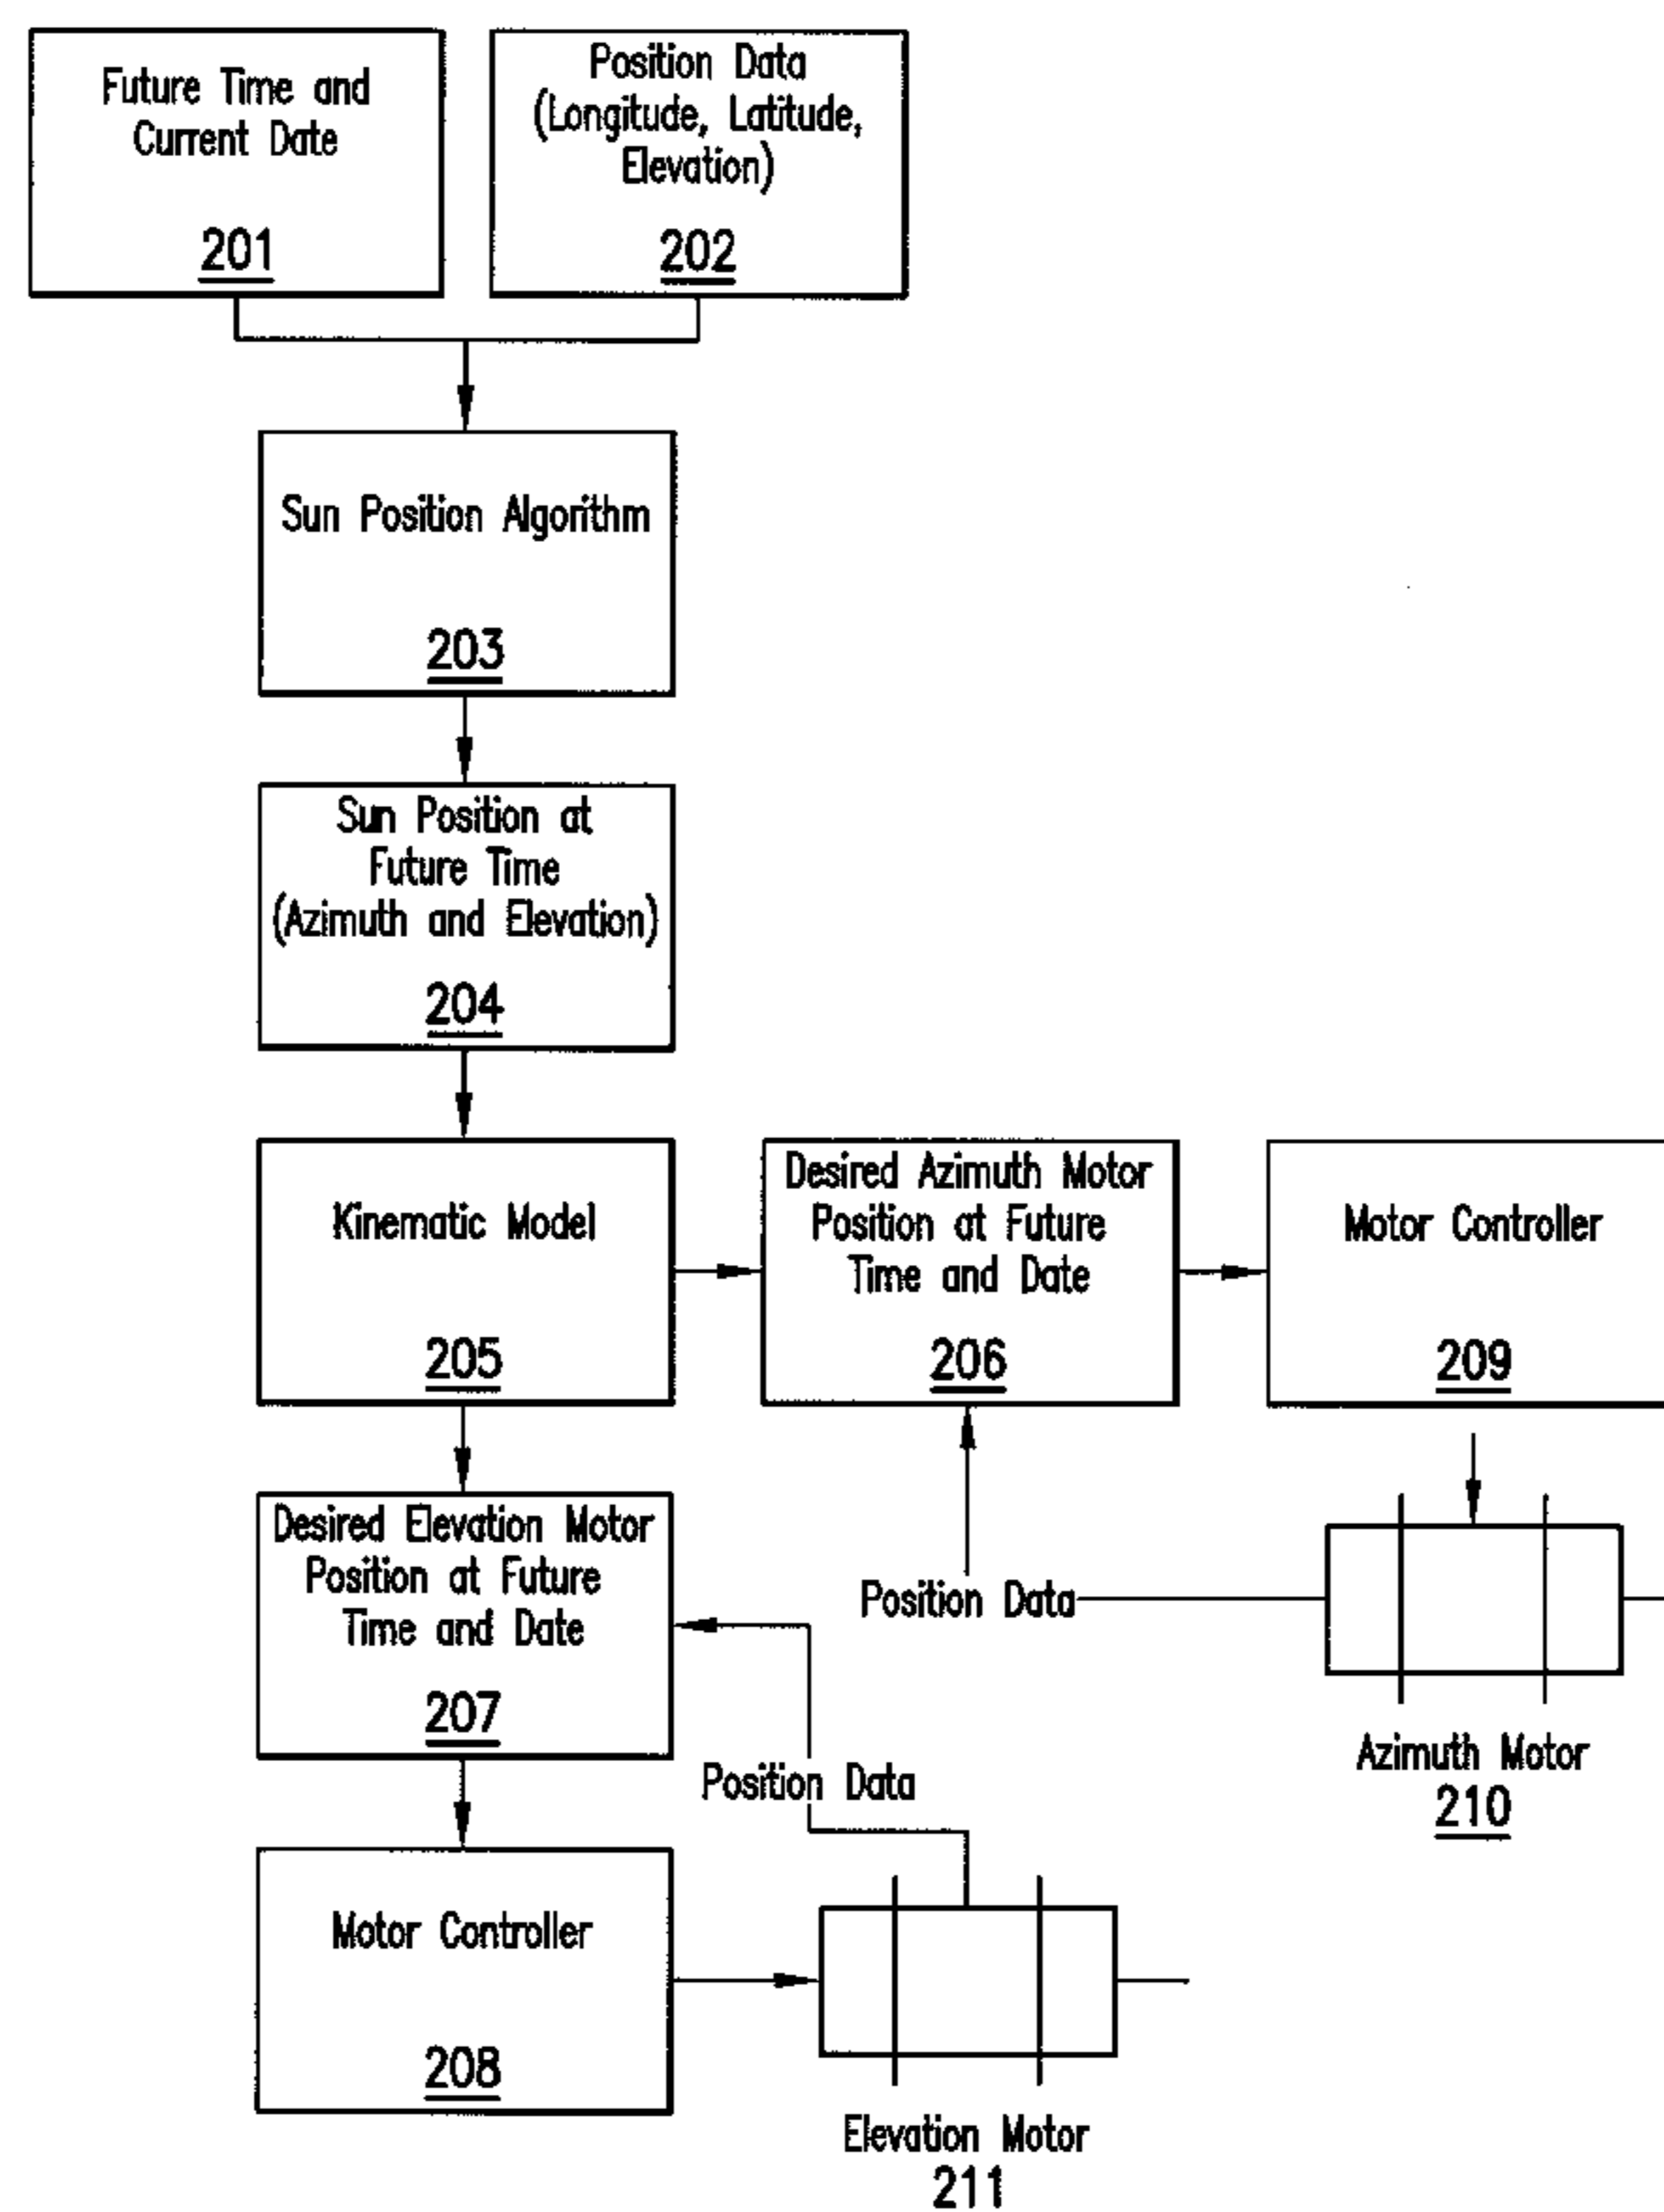 Future Time and
Current Date
201
Position Data
(Longitude, Latitude,
Elevation)
202
Sun Position Algorithm
203
Sun Position at
Future Time
(Azimuth and Elevation)
204
Kinematic Model
205
Desired Azimuth Motor
Position at Future
Time and Date
206
Motor Controller
209
Desired Elevation Motor
Position at Future
Time and Date
207
Position Data
Azimuth Motor
210
Position Data
Motor Controller
208
Elevation Motor
211